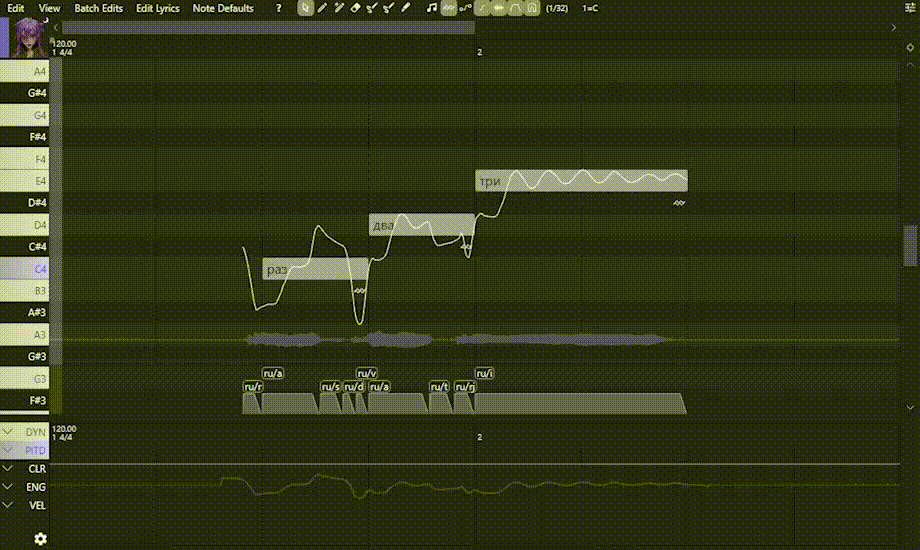 Edit View Batch Edits Edit Lyrics Note Defaults ? (1/32) 1=C
120.00
1 4/4
2
A4
G#4
G4
F#4
F4
E4
три
D#4
D4
два
C#4
C4
раз
B3
A#3
A3
G#3
G3
ru/a ru/v ru/i
ru/r ru/s ru/d ru/a ru/t ru/rj
F#3
DYN
120.00
1 4/4
2
PITD
CLR
ENG
VEL